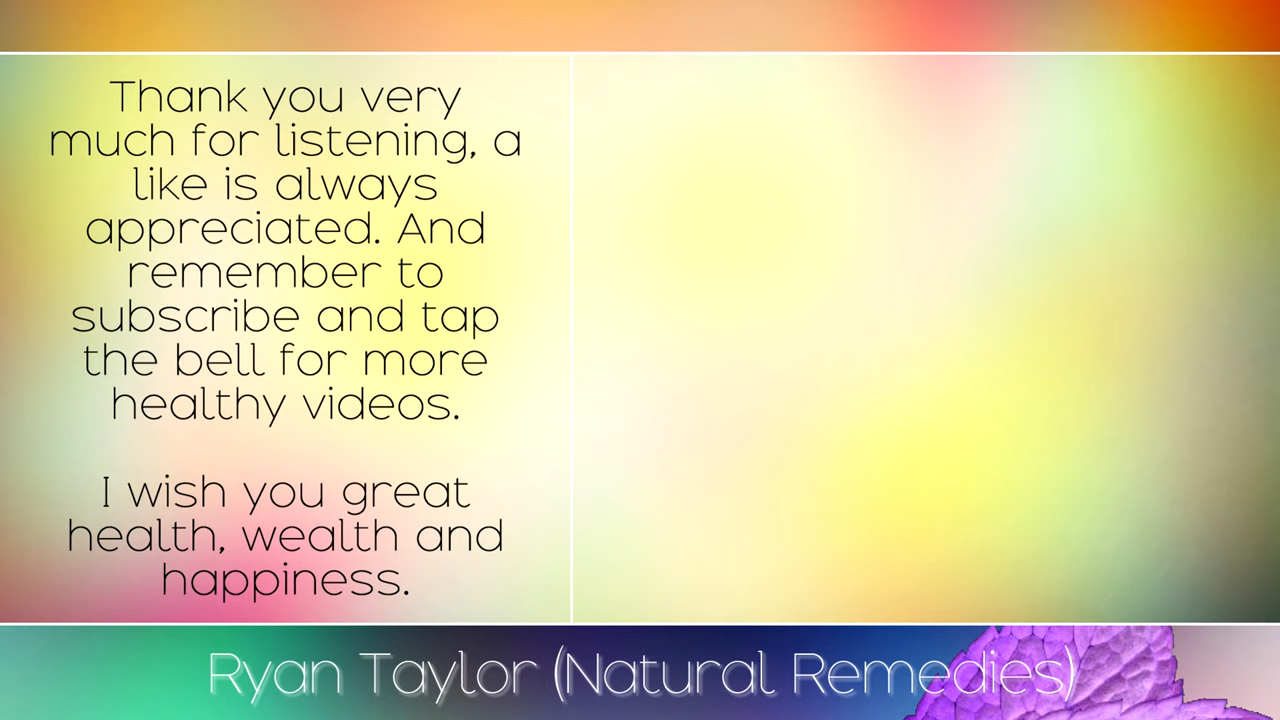 Thank you very
much for listening, a
like is always
appreciated. And
remember to
subscribe and tap
the bell for more
healthy videos.
I wish you great
health, wealth and
happiness.
Ryan Taylor (Natural Remedies)